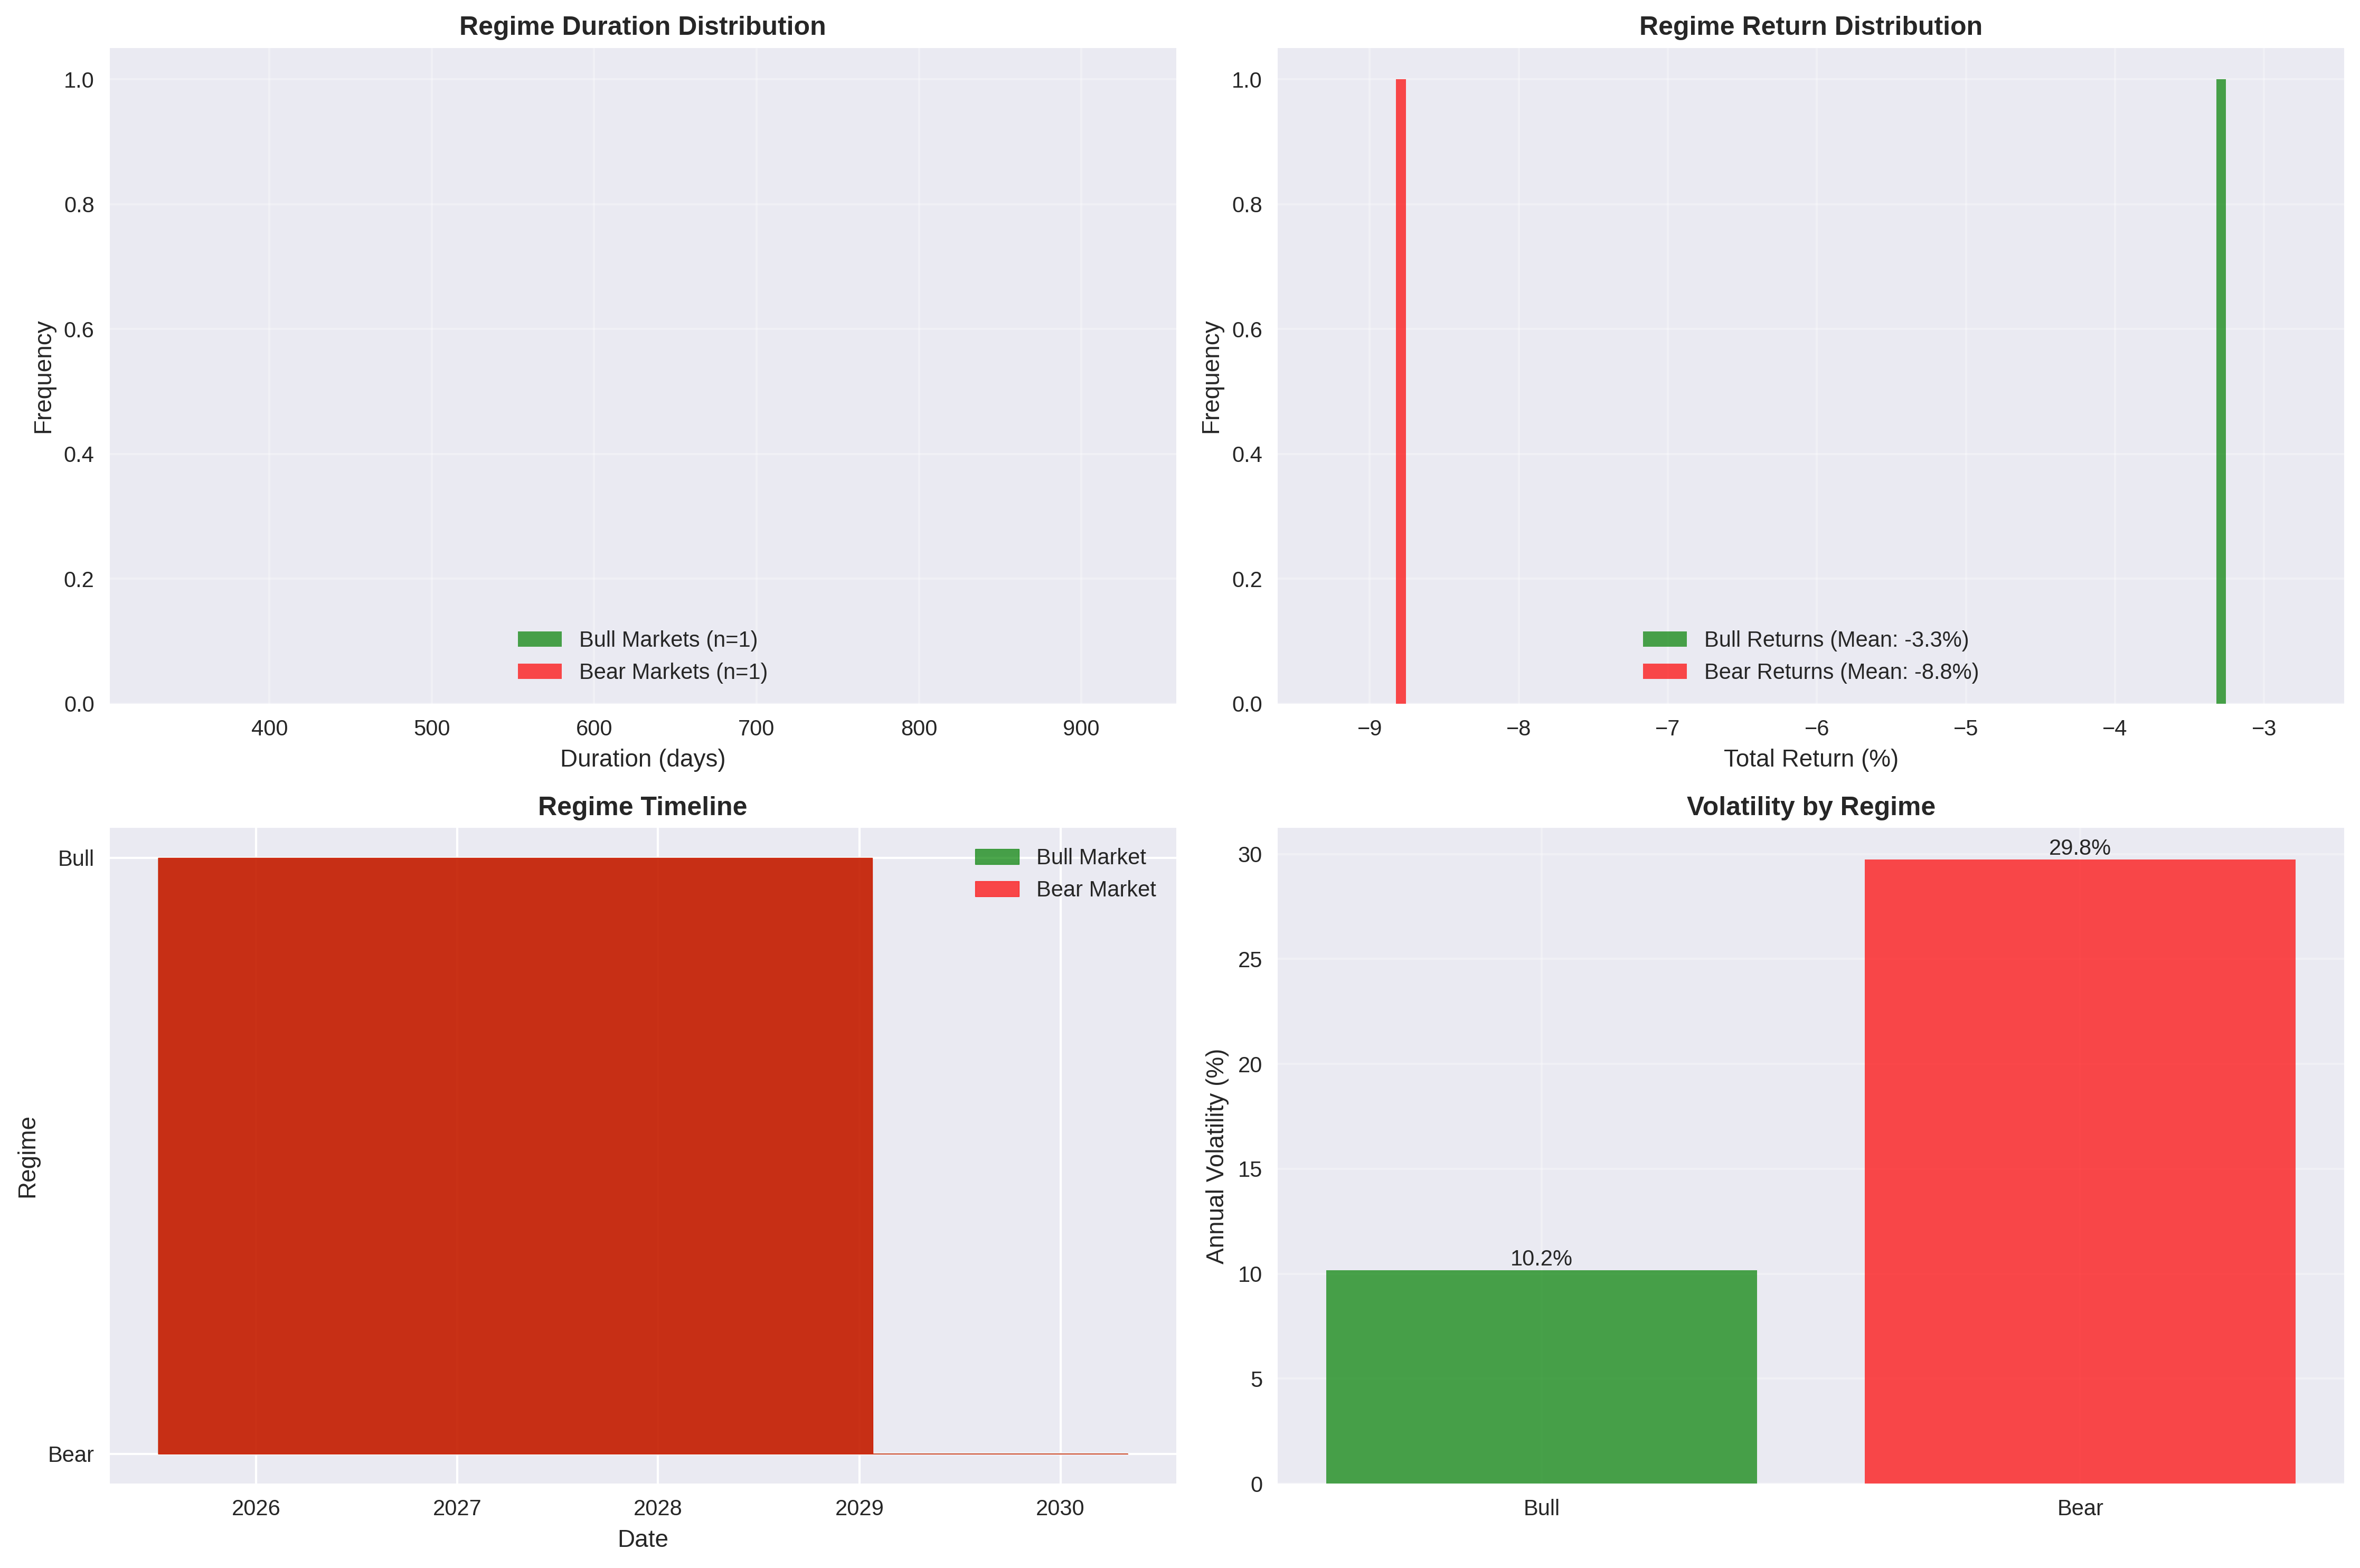 Regime Duration Distribution
1.0
0.8
0.6
0.4
0.2
0.0
Frequency
Bull Markets (n=1)
Bear Markets (n=1)
400 500 600 700 800 900
Duration (days)
Regime Return Distribution
1.0
0.8
0.6
0.4
0.2
0.0
Frequency
Bull Returns (Mean: -3.3%)
Bear Returns (Mean: -8.8%)
−9 −8 −7 −6 −5 −4 −3
Total Return (%)
Regime Timeline
Bull
Bear
Regime
Bull Market
Bear Market
2026 2027 2028 2029 2030
Date
Volatility by Regime
30
25
20
15
10
5
0
Annual Volatility (%)
10.2%
29.8%
Bull Bear